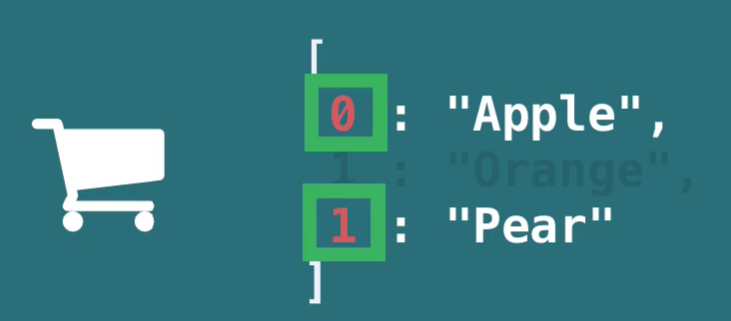 [
0 : "Apple",
1 : "Orange",
1 : "Pear"
]